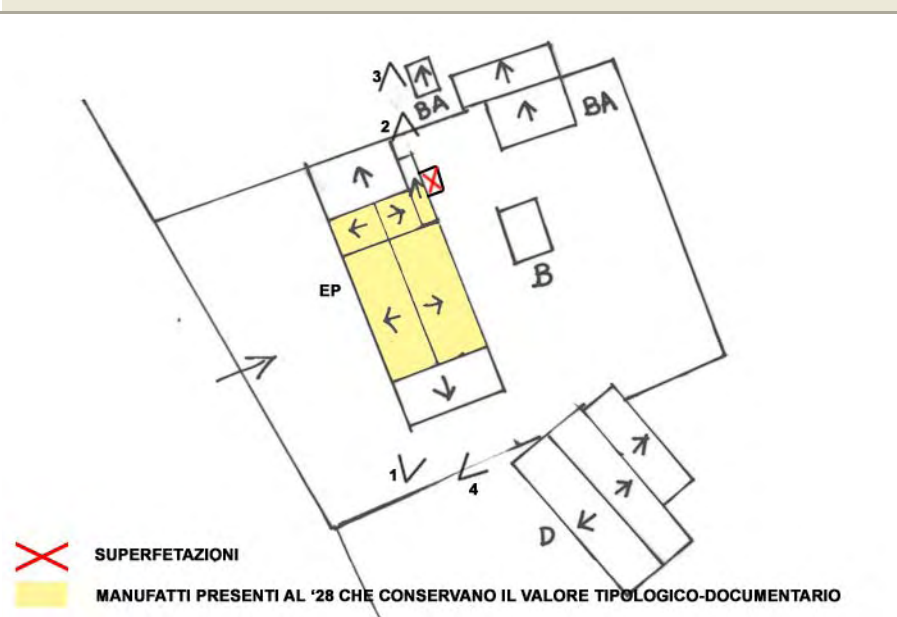 3
BA
BA
2
B
EP
1
4
D
SUPERFETAZIONI
MANUFATTI PRESENTI AL '28 CHE CONSERVANO IL VALORE TIPOLOGICO-DOCUMENTARIO